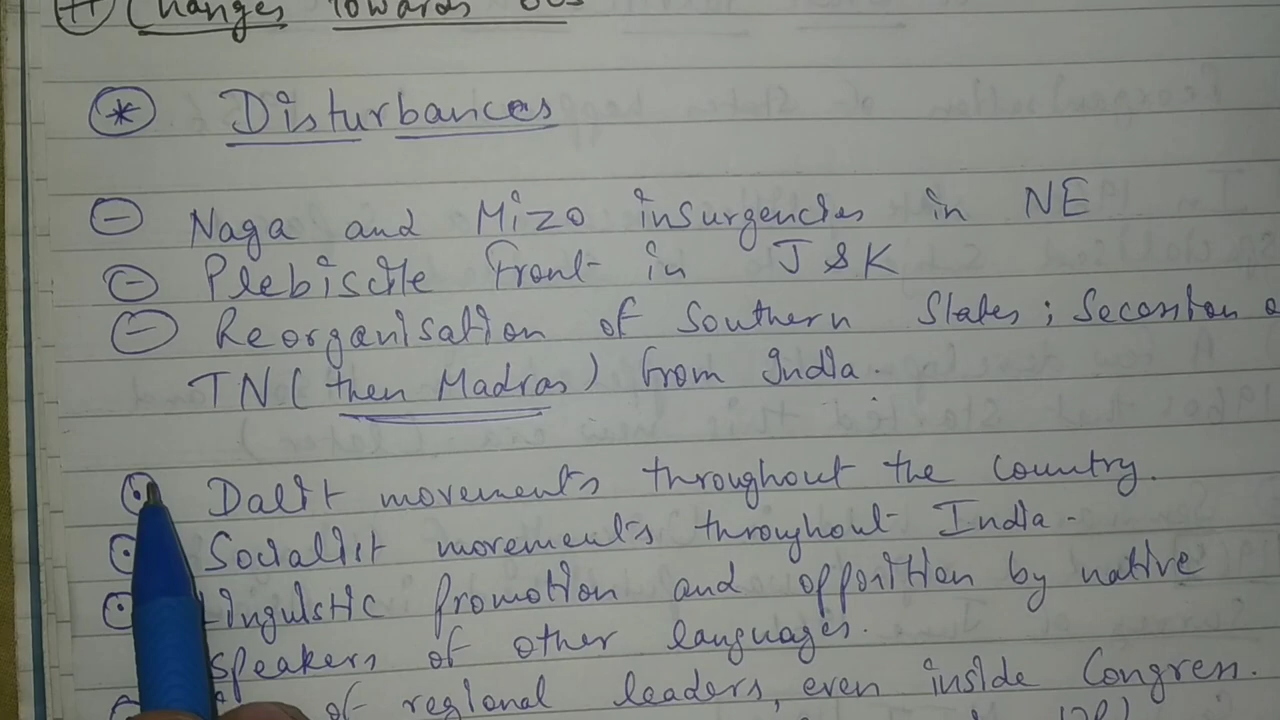 Changes Towards
* Disturbances
Naga and Mizo insurgencies in NE
Plebiscite Front in J&K
Reorganisation of Southern States; Secession o
TN (then Madras) from India.
Dalit movements throughout the country.
Socialist movements throughout India.
Linguistic promotion and opposition by native
speakers of other languages.
of regional leaders, even inside Congress.